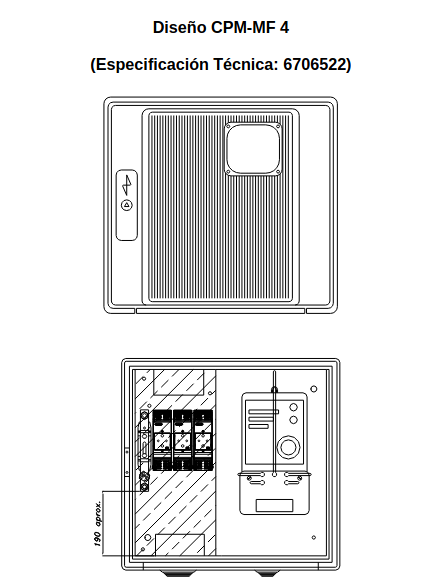 Diseño CPM-MF 4
(Especificación Técnica: 6706522)
190 aprox.